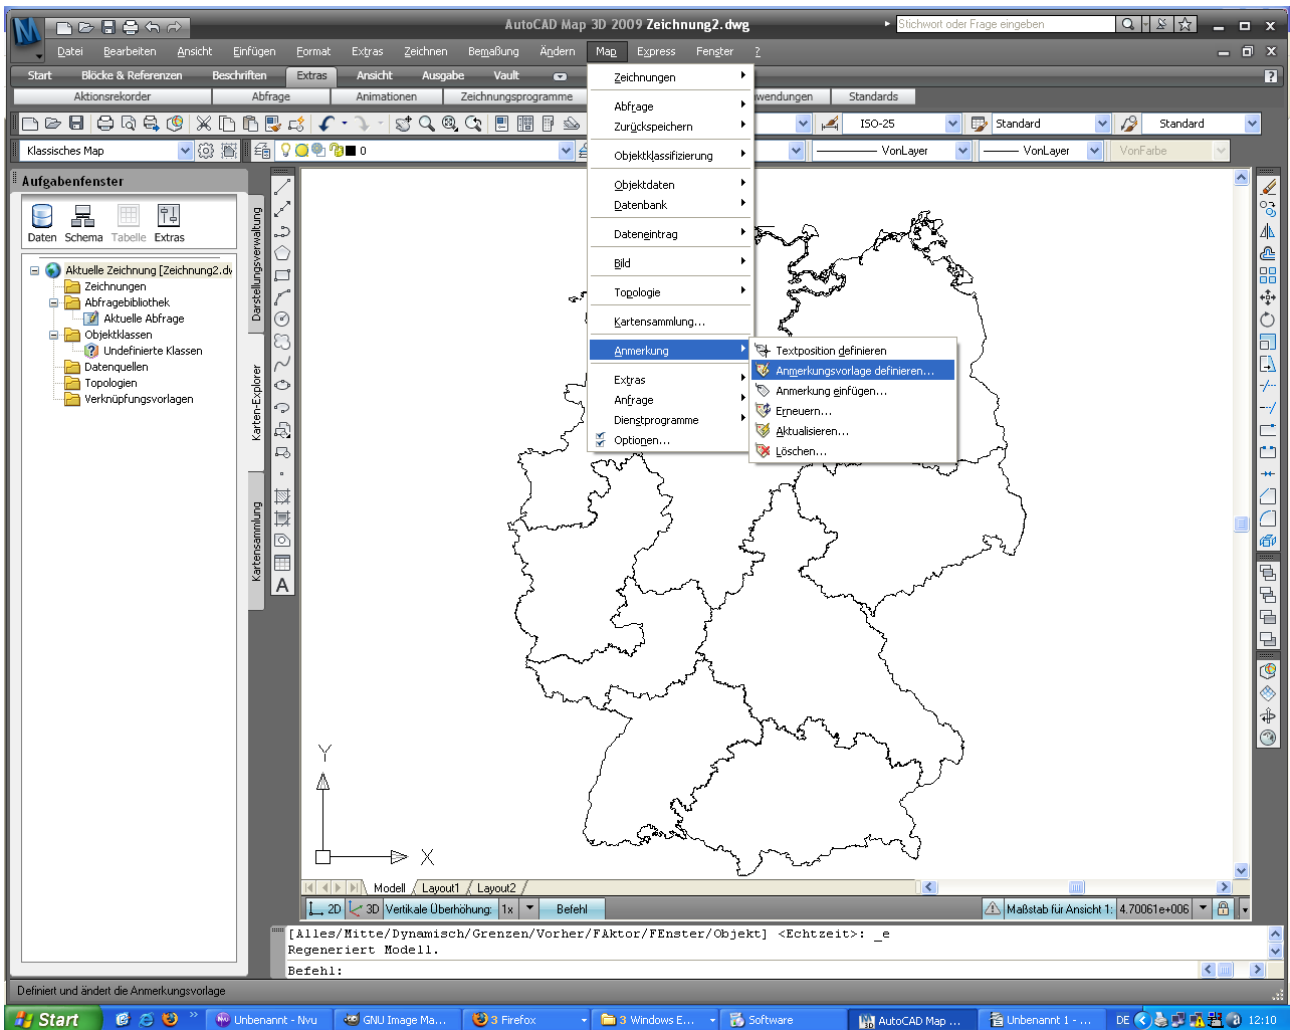 AutoCAD Map 3D 2009 Zeichnung2.dwg
Stichwort oder Frage eingeben
Datei Bearbeiten Ansicht Einfügen Format Extras Zeichnen Bemaßung Ändern Map Express Fenster ?
Start Blöcke & Referenzen Beschriften Extras Ansicht Ausgabe Vault
Aktionsrekorder Abfrage Animationen Zeichnungsprogramme wendungen Standards
ISO-25 Standard Standard
Klassisches Map 0 VonLayer VonLayer VonFarbe
Aufgabenfenster
Daten Schema Tabelle Extras
Aktuelle Zeichnung [Zeichnung2.dw
Zeichnungen
Abfragebibliothek
Aktuelle Abfrage
Objektklassen
Undefinierte Klassen
Datenquellen
Topologien
Verknüpfungsvorlagen
Darstellungsverwaltung
Karten-Explorer
Kartensammlung
A
Zeichnungen
Abfrage
Zurückspeichern
Objektklassifizierung
Objektdaten
Datenbank
Dateneintrag
Bild
Topologie
Kartensammlung...
Anmerkung
Extras
Anfrage
Dienstprogramme
Optionen...
Textposition definieren
Anmerkungsvorlage definieren...
Anmerkung einfügen...
Erneuern...
Aktualisieren...
Löschen...
Y
X
Modell Layout1 Layout2
2D 3D Vertikale Überhöhung: 1x Befehl Maßstab für Ansicht 1: 4.70061e+006
[Alles/Mitte/Dynamisch/Grenzen/Vorher/FAktor/FEnster/Objekt] <Echtzeit>: _e
Regeneriert Modell.
Befehl:
Definiert und ändert die Anmerkungsvorlage
Start Unbenannt - Nvu GNU Image Ma... 3 Firefox 3 Windows E... Software AutoCAD Map ... Unbenannt 1 - ... DE 12:10